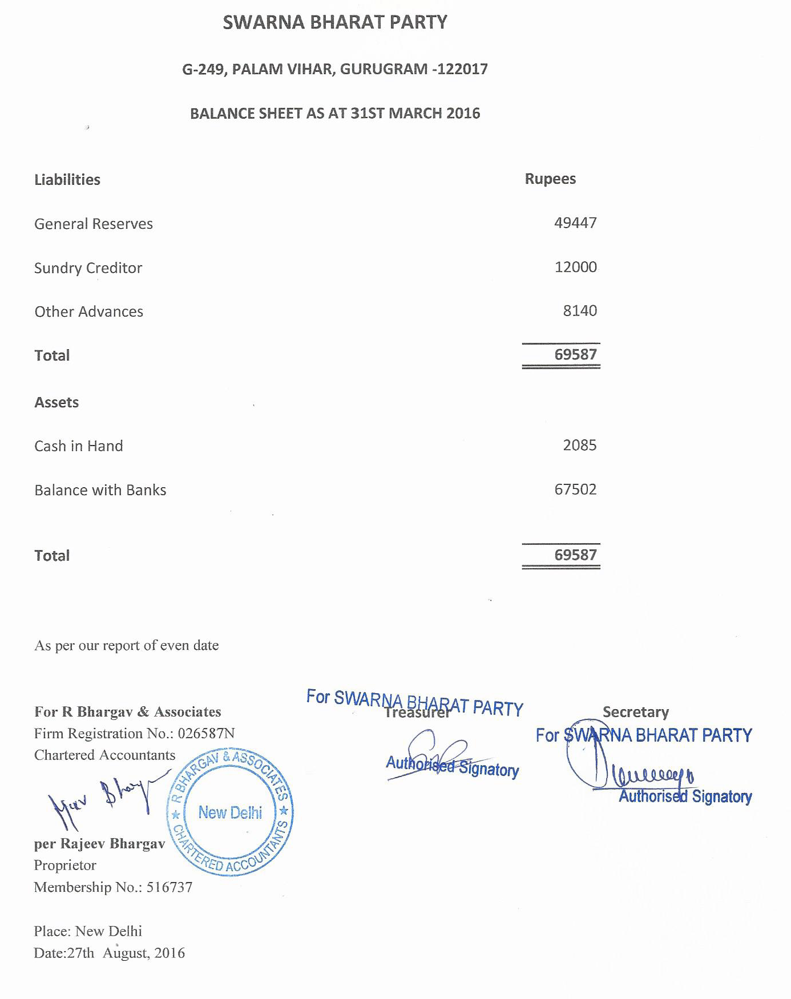 SWARNA BHARAT PARTY
G-249, PALAM VIHAR, GURUGRAM -122017
BALANCE SHEET AS AT 31ST MARCH 2016
Liabilities Rupees
General Reserves 49447
Sundry Creditor 12000
Other Advances 8140
Total 69587
Assets
Cash in Hand 2085
Balance with Banks 67502
Total 69587
As per our report of even date
For SWARNA BHARAT PARTY
For R Bhargav & Associates Treasurer Secretary
Firm Registration No.: 026587N For SWARNA BHARAT PARTY
Chartered Accountants
Authorised Signatory
Authorised Signatory
R BHARGAV & ASSOCIATES
New Delhi
CHARTERED ACCOUNTANTS
Bhargav
per Rajeev Bhargav
Proprietor
Membership No.: 516737
Place: New Delhi
Date:27th August, 2016